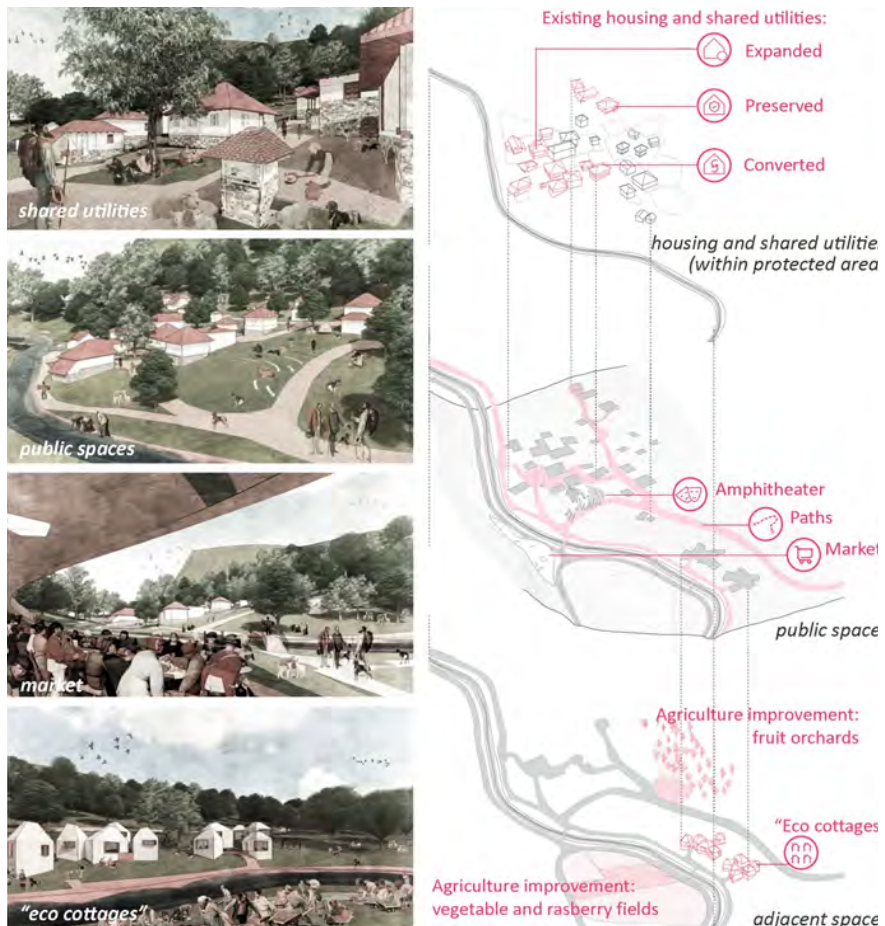 shared utilities
public spaces
market
"eco cottages"
Existing housing and shared utilities:
Expanded
Preserved
Converted
housing and shared utilities
(within protected area
Amphitheater
Paths
Market
public space
Agriculture improvement:
fruit orchards
"Eco cottages
Agriculture improvement:
vegetable and rasberry fields
adjacent space